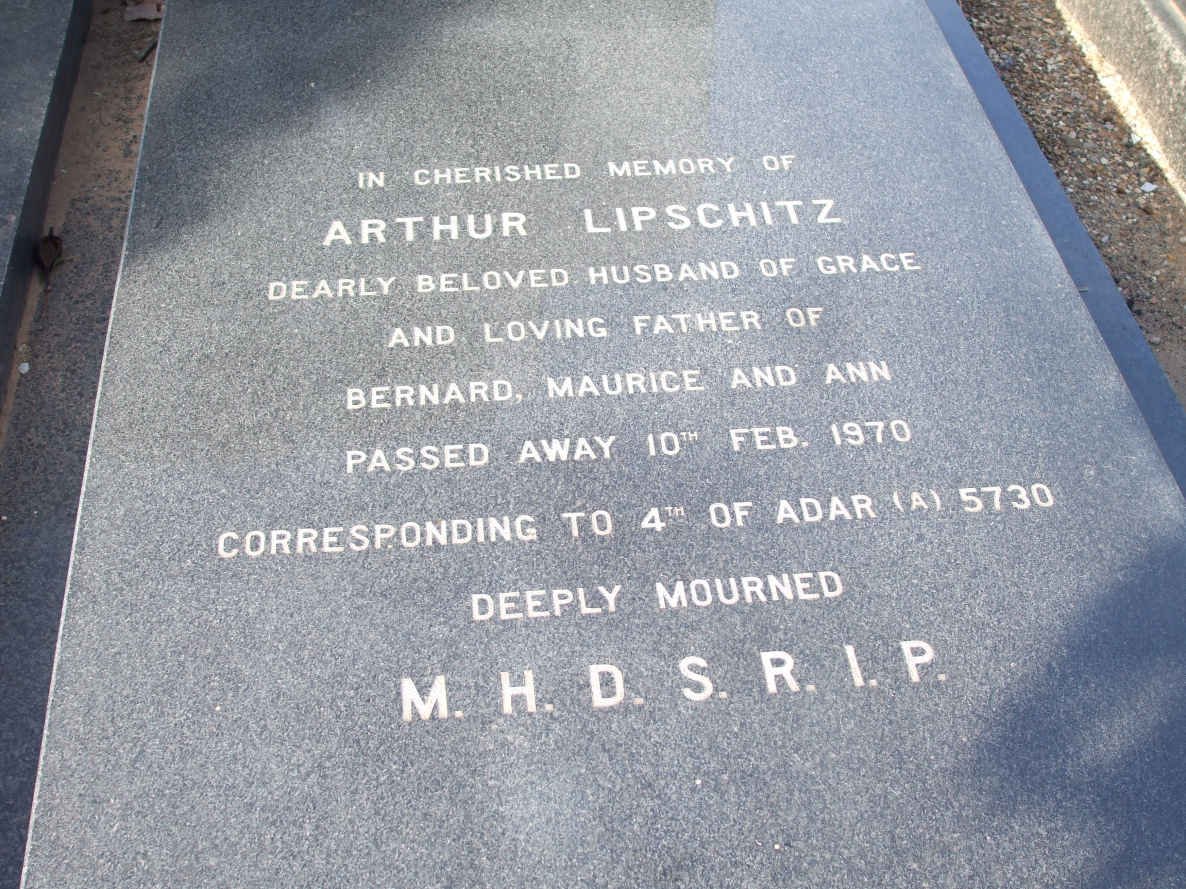 IN CHERISHED MEMORY OF
ARTHUR LIPSCHITZ
DEARLY BELOVED HUSBAND OF GRACE
AND LOVING FATHER OF
BERNARD, MAURICE AND ANN
PASSED AWAY 10TH FEB. 1970
CORRESPONDING TO 4TH OF ADAR (A) 5730
DEEPLY MOURNED
M. H. D. S. R. I. P.